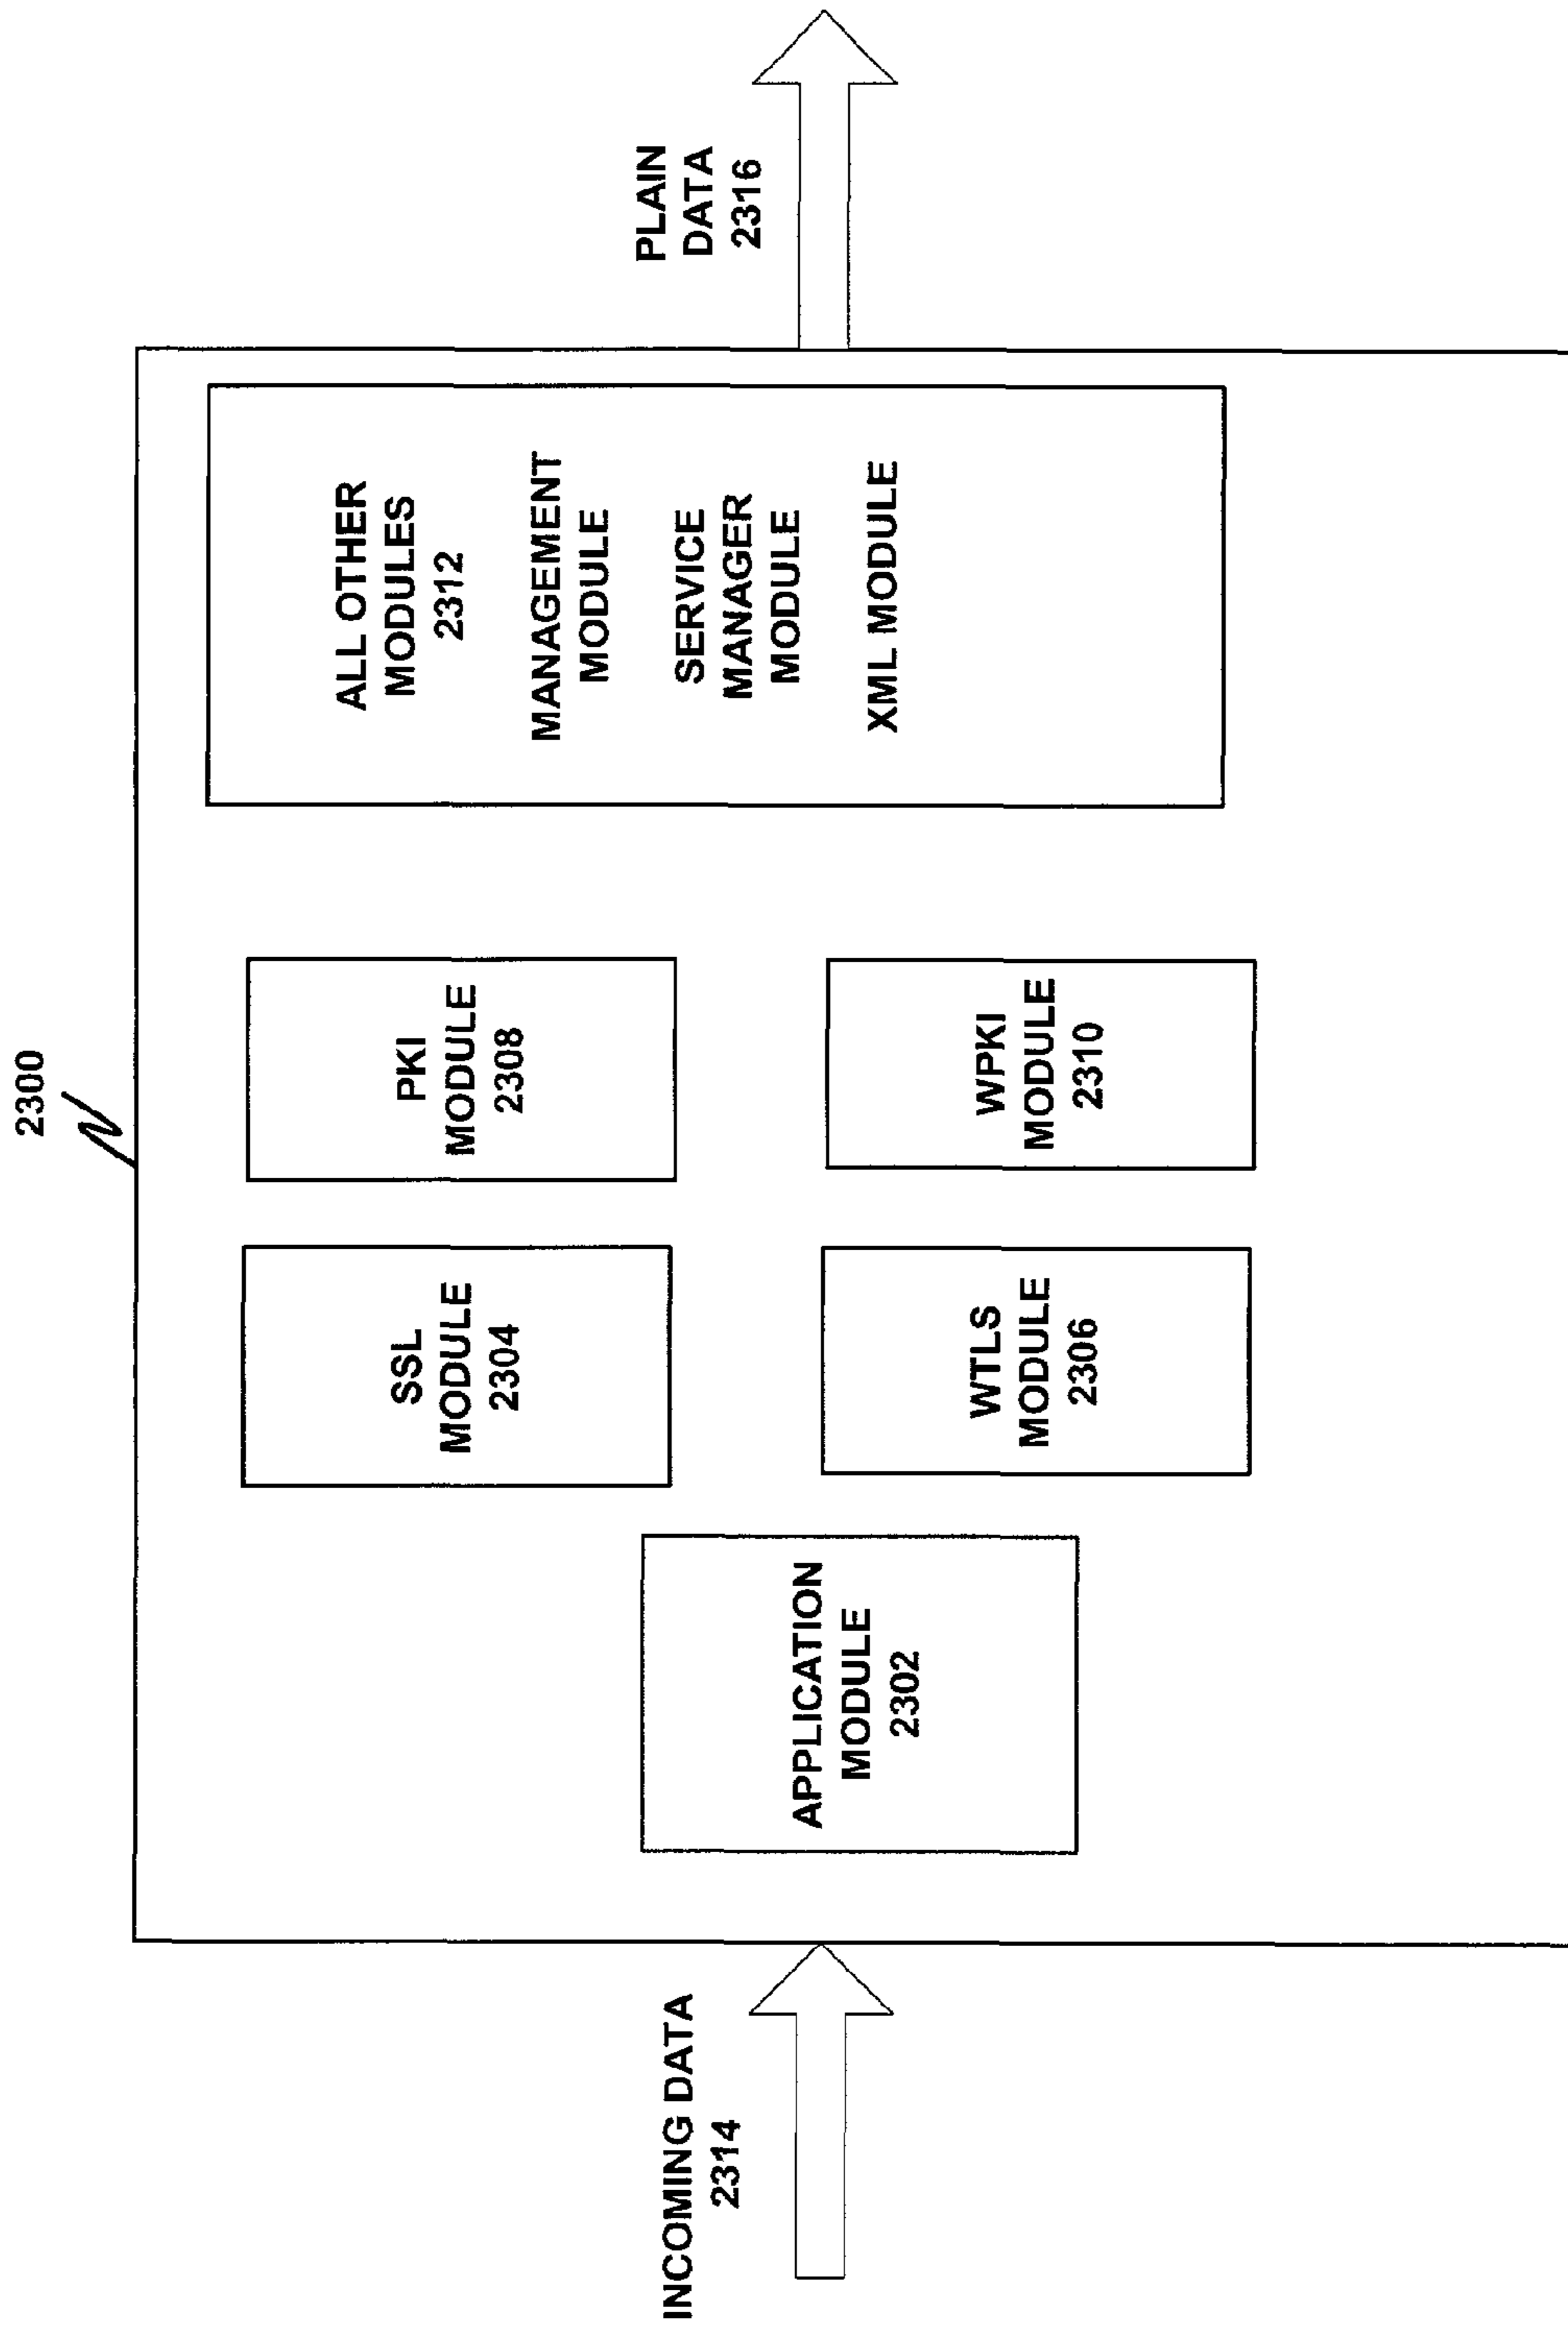 2300
INCOMING DATA
2314
APPLICATION
MODULE
2302
SSL
MODULE
2304
WTLS
MODULE
2306
PKI
MODULE
2308
WPKI
MODULE
2310
ALL OTHER
MODULES
2312
MANAGEMENT
MODULE
SERVICE
MANAGER
MODULE
XML MODULE
PLAIN
DATA
2316